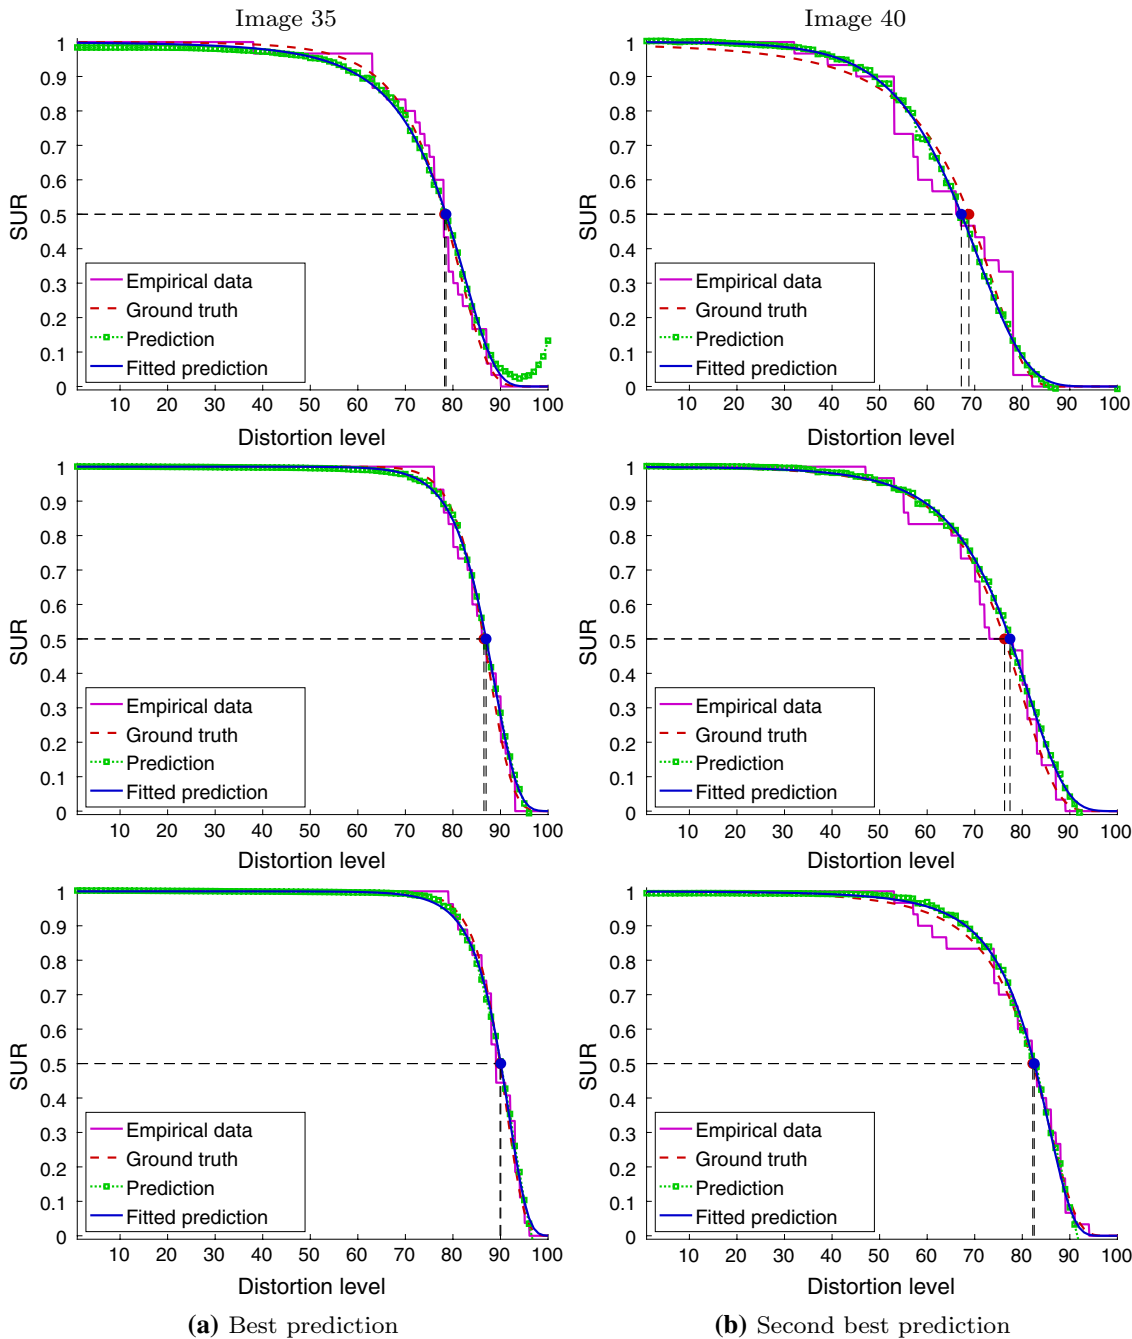 Image 35
Image 40
1
0.9
0.8
0.7
0.6
0.5
0.4
0.3
0.2
0.1
0
SUR
Empirical data
Ground truth
Prediction
Fitted prediction
10 20 30 40 50 60 70 80 90 100
Distortion level
1
0.9
0.8
0.7
0.6
0.5
0.4
0.3
0.2
0.1
0
SUR
Empirical data
Ground truth
Prediction
Fitted prediction
10 20 30 40 50 60 70 80 90 100
Distortion level
1
0.9
0.8
0.7
0.6
0.5
0.4
0.3
0.2
0.1
0
SUR
Empirical data
Ground truth
Prediction
Fitted prediction
10 20 30 40 50 60 70 80 90 100
Distortion level
1
0.9
0.8
0.7
0.6
0.5
0.4
0.3
0.2
0.1
0
SUR
Empirical data
Ground truth
Prediction
Fitted prediction
10 20 30 40 50 60 70 80 90 100
Distortion level
1
0.9
0.8
0.7
0.6
0.5
0.4
0.3
0.2
0.1
0
SUR
Empirical data
Ground truth
Prediction
Fitted prediction
10 20 30 40 50 60 70 80 90 100
Distortion level
1
0.9
0.8
0.7
0.6
0.5
0.4
0.3
0.2
0.1
0
SUR
Empirical data
Ground truth
Prediction
Fitted prediction
10 20 30 40 50 60 70 80 90 100
Distortion level
(a) Best prediction
(b) Second best prediction